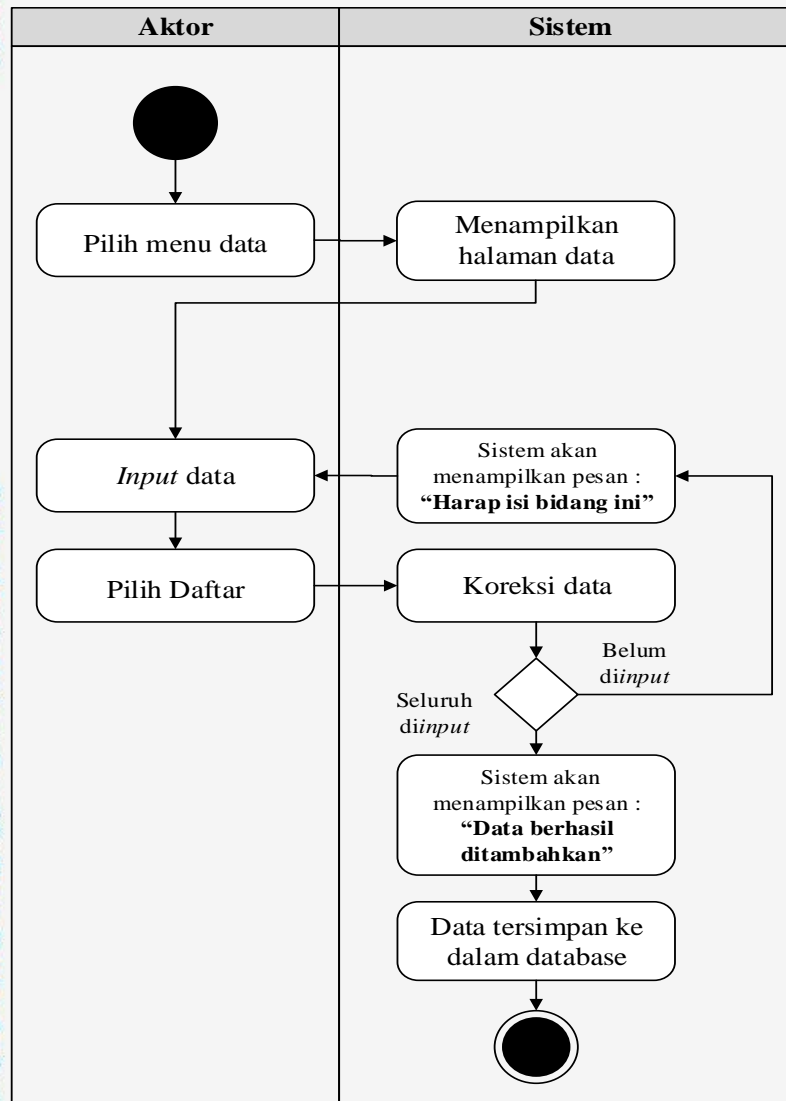 Aktor
Sistem
Pilih menu data
Menampilkan
halaman data
Input data
Sistem akan
menampilkan pesan :
“Harap isi bidang ini”
Pilih Daftar
Koreksi data
Belum
diinput
Seluruh
diinput
Sistem akan
menampilkan pesan :
“Data berhasil
ditambahkan”
Data tersimpan ke
dalam database